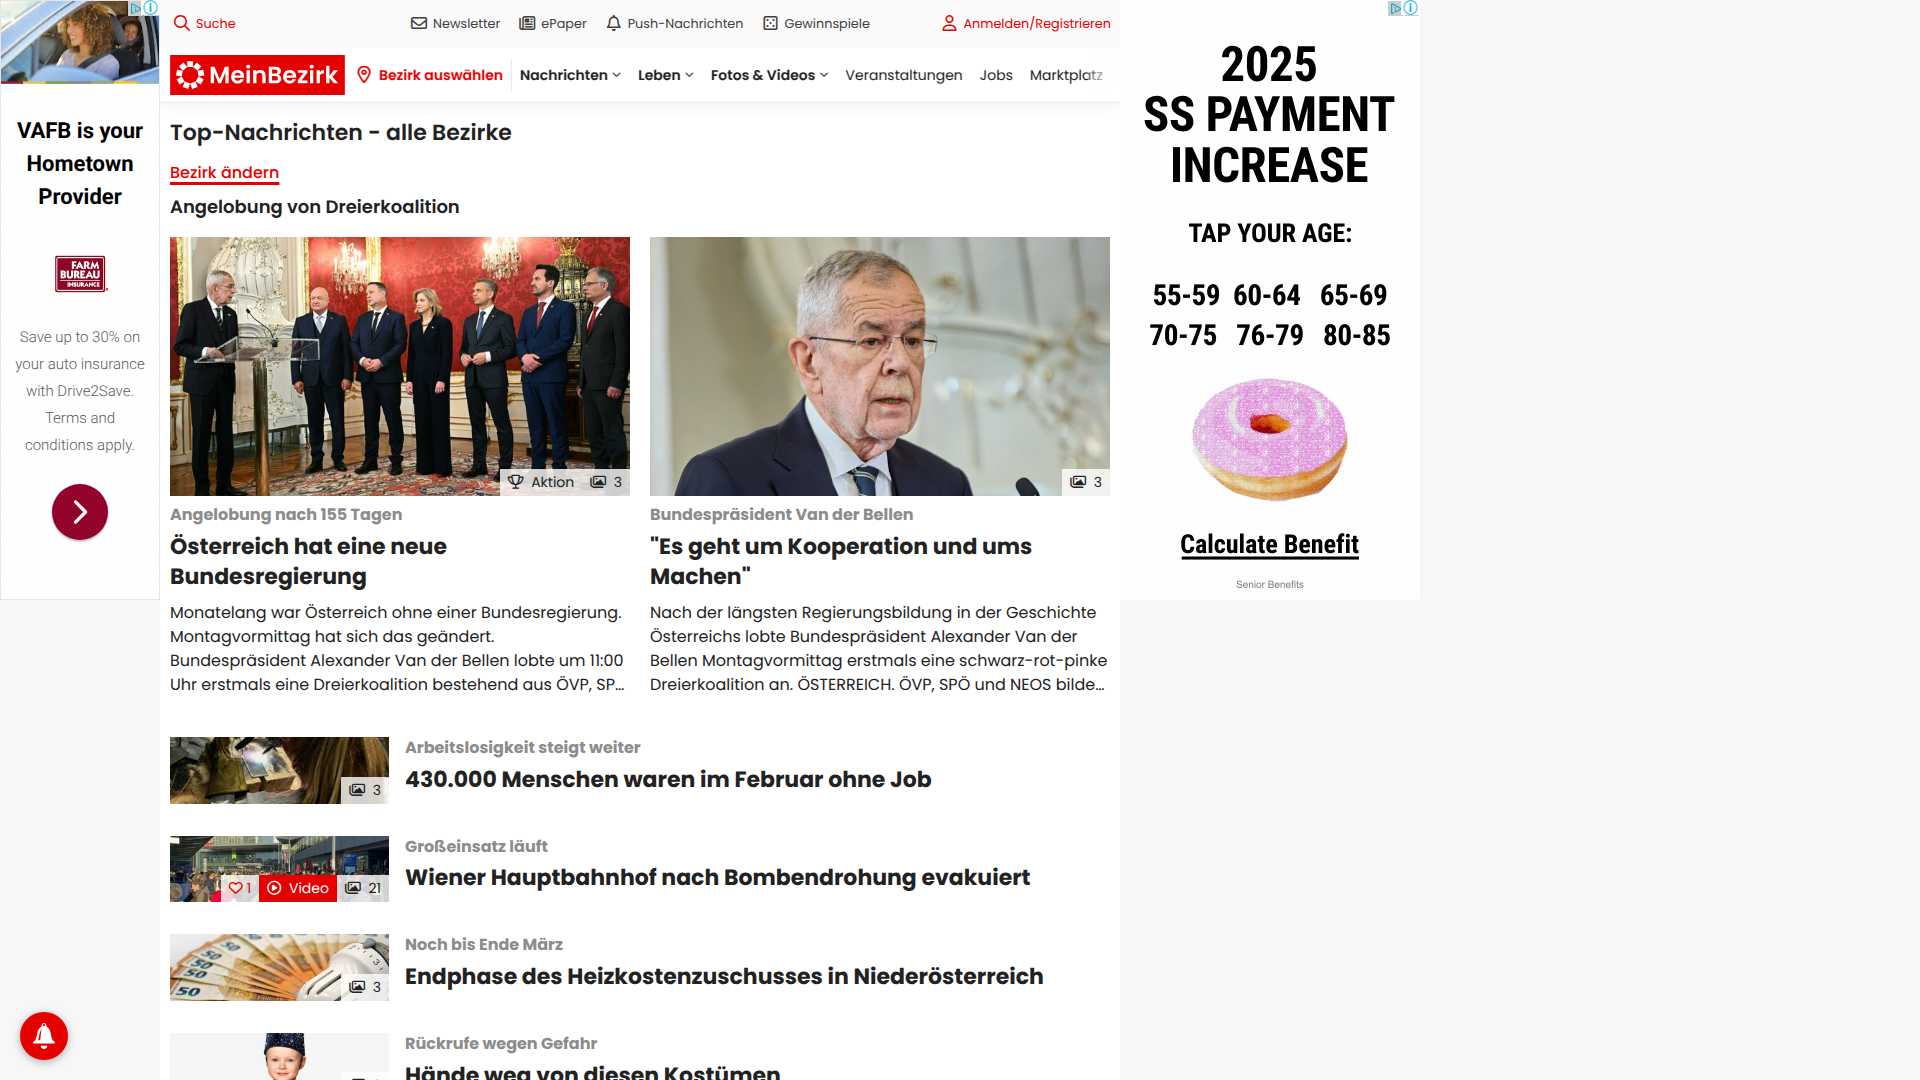 Suche
Newsletter
ePaper
Push-Nachrichten
Gewinnspiele
Anmelden/Registrieren
MeinBezirk
Bezirk auswählen
Nachrichten
Leben
Fotos & Videos
Veranstaltungen
Jobs
Marktplatz
VAFB is your
Hometown
Provider
FARM
BUREAU
INSURANCE
Save up to 30% on
your auto insurance
with Drive2Save.
Terms and
conditions apply.
Top-Nachrichten - alle Bezirke
Bezirk ändern
Angelobung von Dreierkoalition
Aktion
3
Angelobung nach 155 Tagen
Österreich hat eine neue
Bundesregierung
Monatelang war Österreich ohne einer Bundesregierung.
Montagvormittag hat sich das geändert.
Bundespräsident Alexander Van der Bellen lobte um 11:00
Uhr erstmals eine Dreierkoalition bestehend aus ÖVP, SP...
3
Bundespräsident Van der Bellen
"Es geht um Kooperation und ums
Machen"
Nach der längsten Regierungsbildung in der Geschichte
Österreichs lobte Bundespräsident Alexander Van der
Bellen Montagvormittag erstmals eine schwarz-rot-pinke
Dreierkoalition an. ÖSTERREICH. ÖVP, SPÖ und NEOS bilde...
3
Arbeitslosigkeit steigt weiter
430.000 Menschen waren im Februar ohne Job
1
Video
21
Großeinsatz läuft
Wiener Hauptbahnhof nach Bombendrohung evakuiert
3
Noch bis Ende März
Endphase des Heizkostenzuschusses in Niederösterreich
Rückrufe wegen Gefahr
Hände weg von diesen Kostümen
2025
SS PAYMENT
INCREASE
TAP YOUR AGE:
55-59 60-64 65-69
70-75 76-79 80-85
Calculate Benefit
Senior Benefits